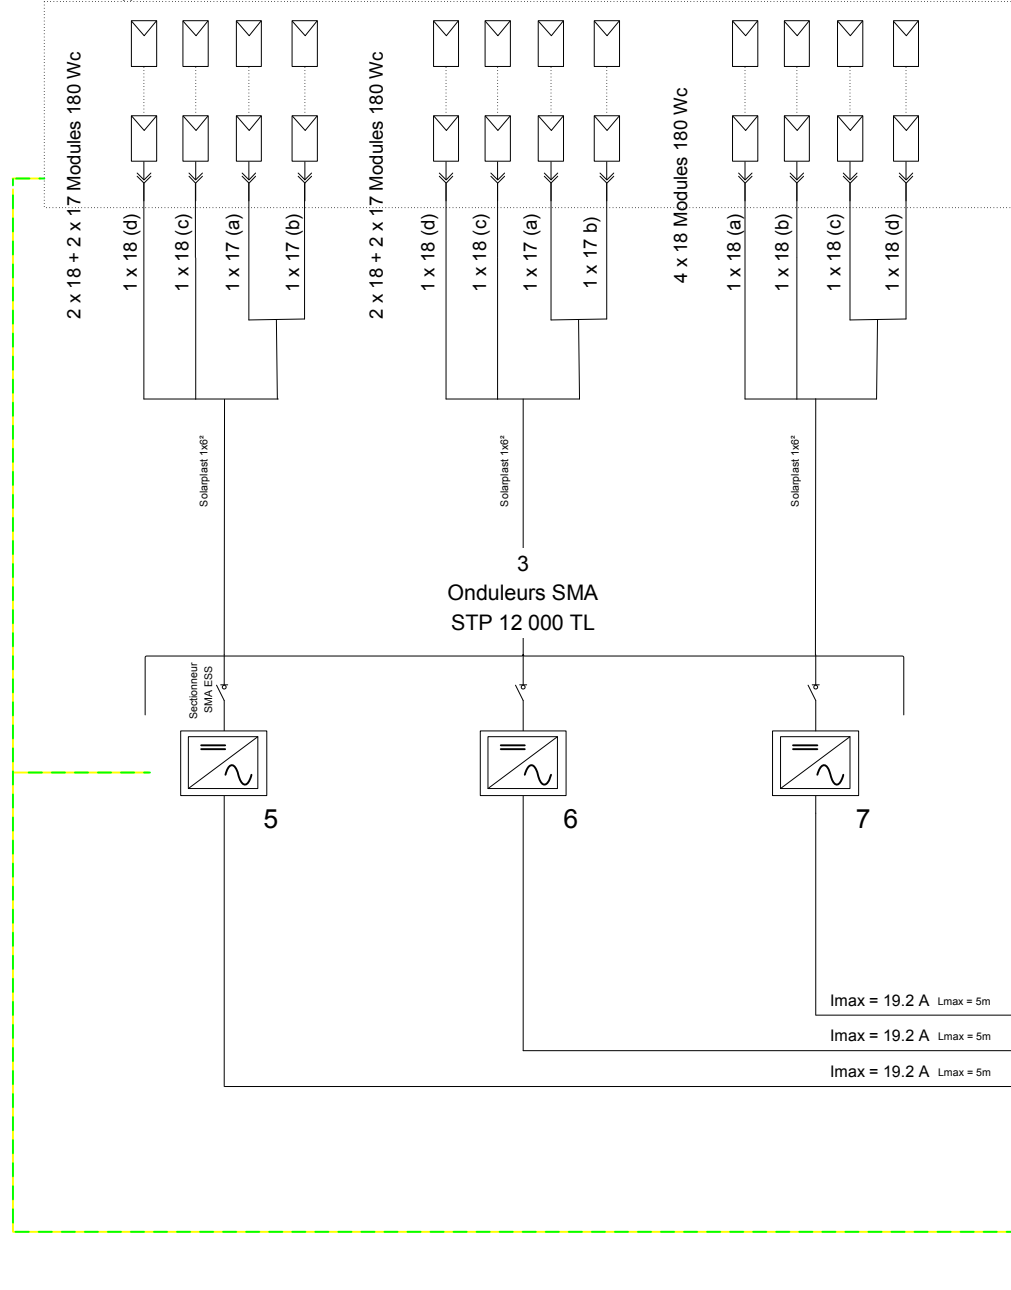 2 x 18 + 2 x 17 Modules 180 Wc
1 x 18 (d)
1 x 18 (c)
1 x 17 (a)
1 x 17 (b)
2 x 18 + 2 x 17 Modules 180 Wc
1 x 18 (d)
1 x 18 (c)
1 x 17 (a)
1 x 17 b)
4 x 18 Modules 180 Wc
1 x 18 (a)
1 x 18 (b)
1 x 18 (c)
1 x 18 (d)
Solarplast 1x6²
Solarplast 1x6²
Solarplast 1x6²
3
Onduleurs SMA
STP 12 000 TL
Sectionneur
SMA ESS
5
6
7
Imax = 19.2 A Lmax = 5m
Imax = 19.2 A Lmax = 5m
Imax = 19.2 A Lmax = 5m